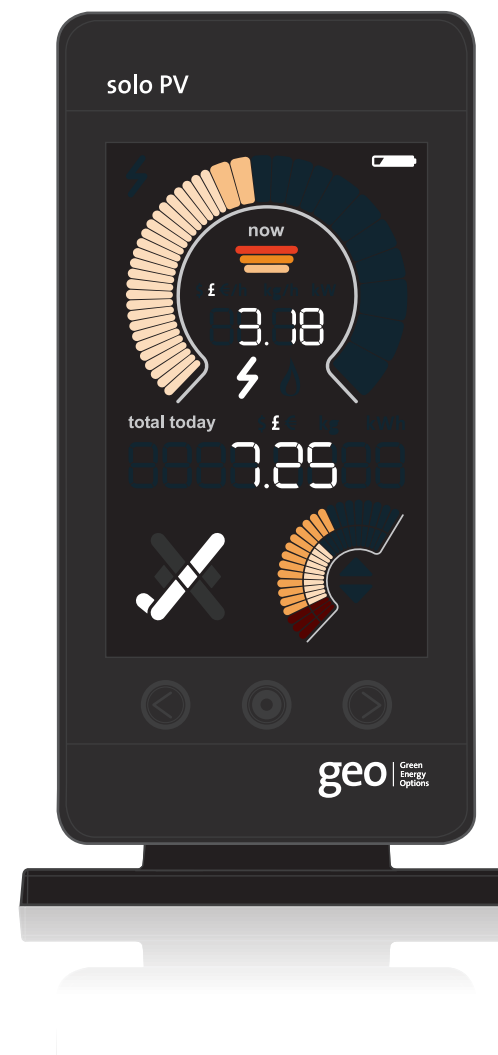 solo PV
now
£
3.18
total today £
7.25
geo
Green
Energy
Options